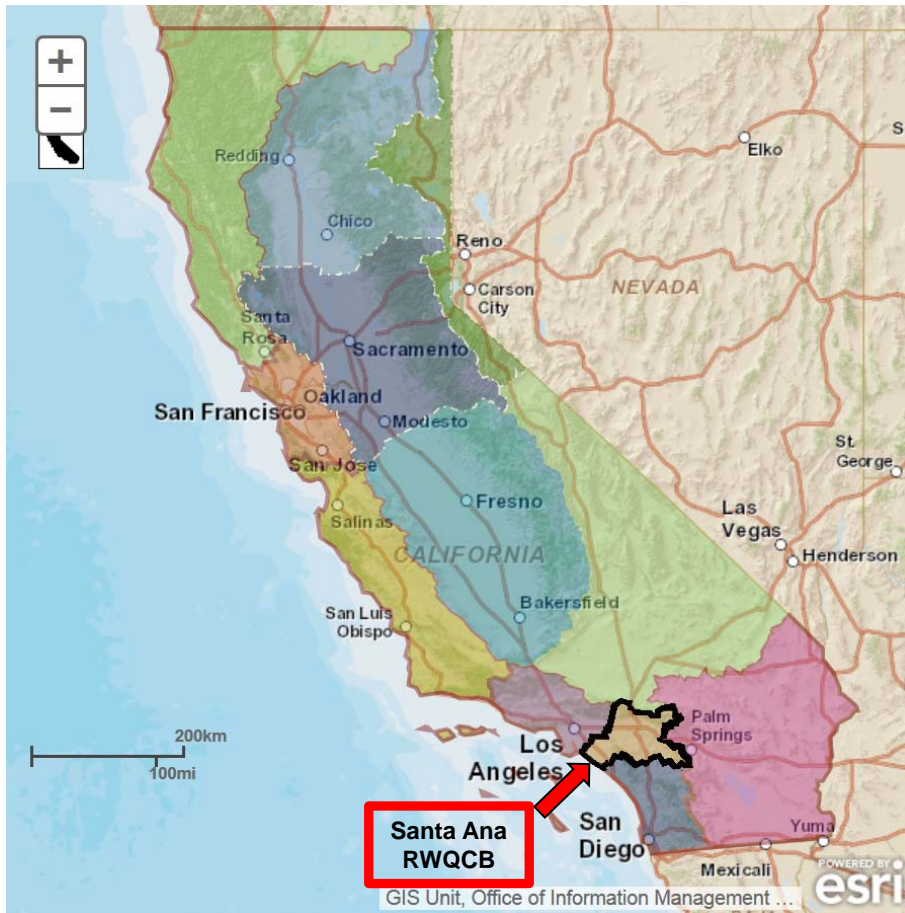 +
−
Redding
Elko
Chico
Reno
Carson
City
NEVADA
Santa
Rosa
Sacramento
Oakland
San Francisco
Modesto
San Jose
St.
George
Fresno
Las
Vegas
Salinas
CALIFORNIA
Henderson
Bakersfield
San Luis
Obispo
200km
100mi
Palm
Springs
Los
Angeles
Santa Ana
RWQCB
San
Diego
Yuma
Mexicali
POWERED BY
esri
GIS Unit, Office of Information Management ...